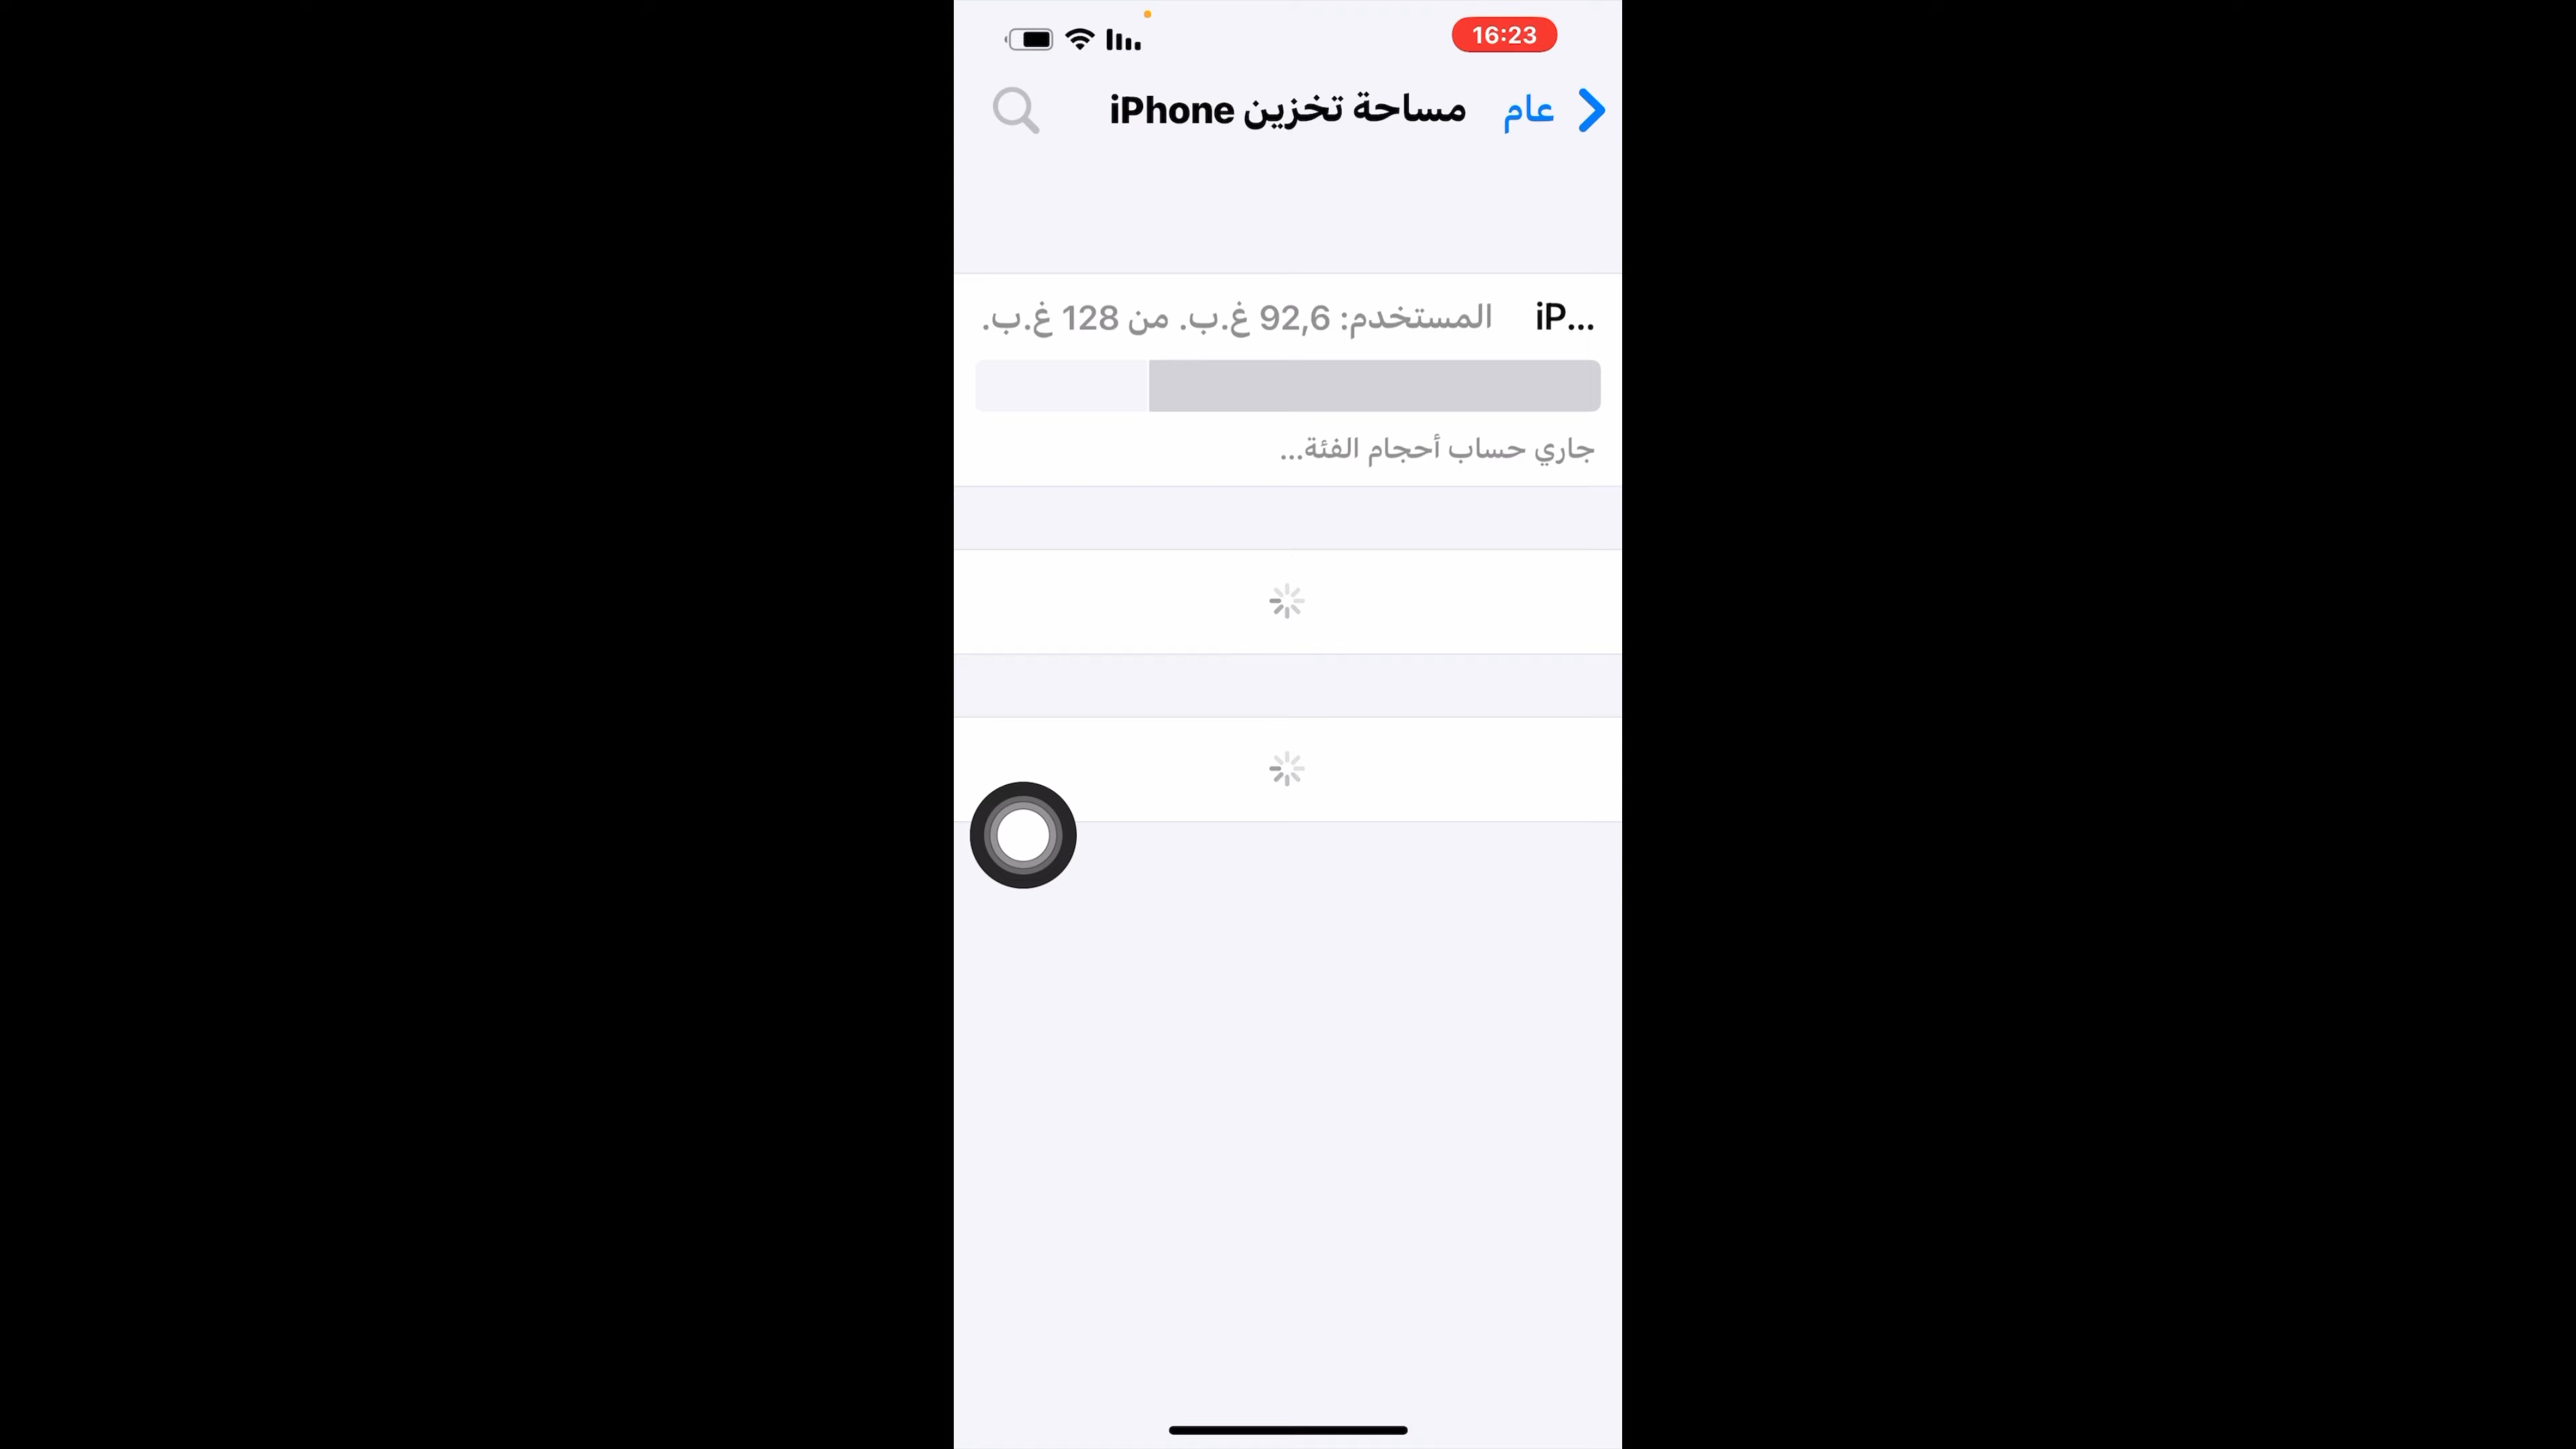 16:23
عام
مساحة تخزين iPhone
iP...
المستخدم: 92,6 غ.ب. من 128 غ.ب.
جاري حساب أحجام الفئة...